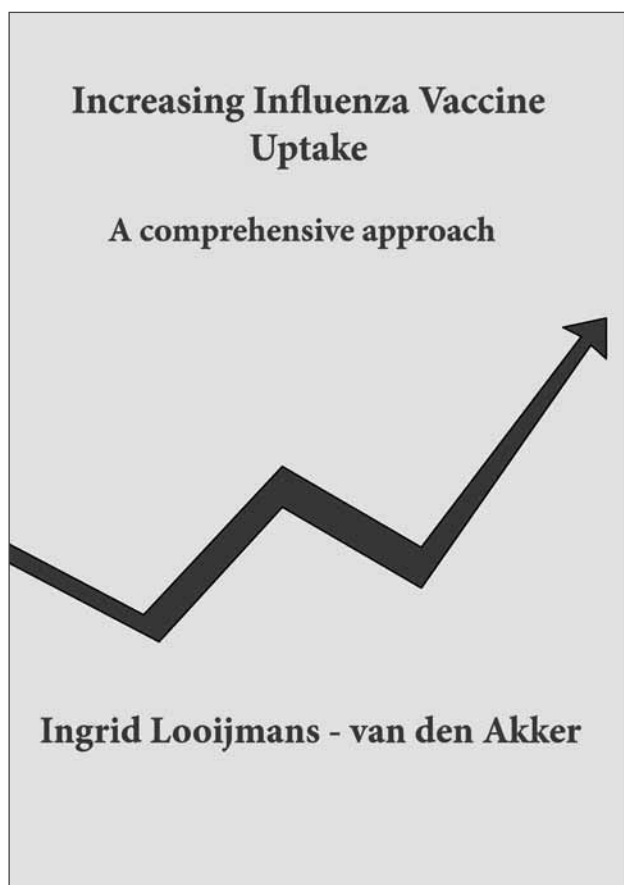 Increasing Influenza Vaccine
Uptake
A comprehensive approach
Ingrid Looijmans - van den Akker